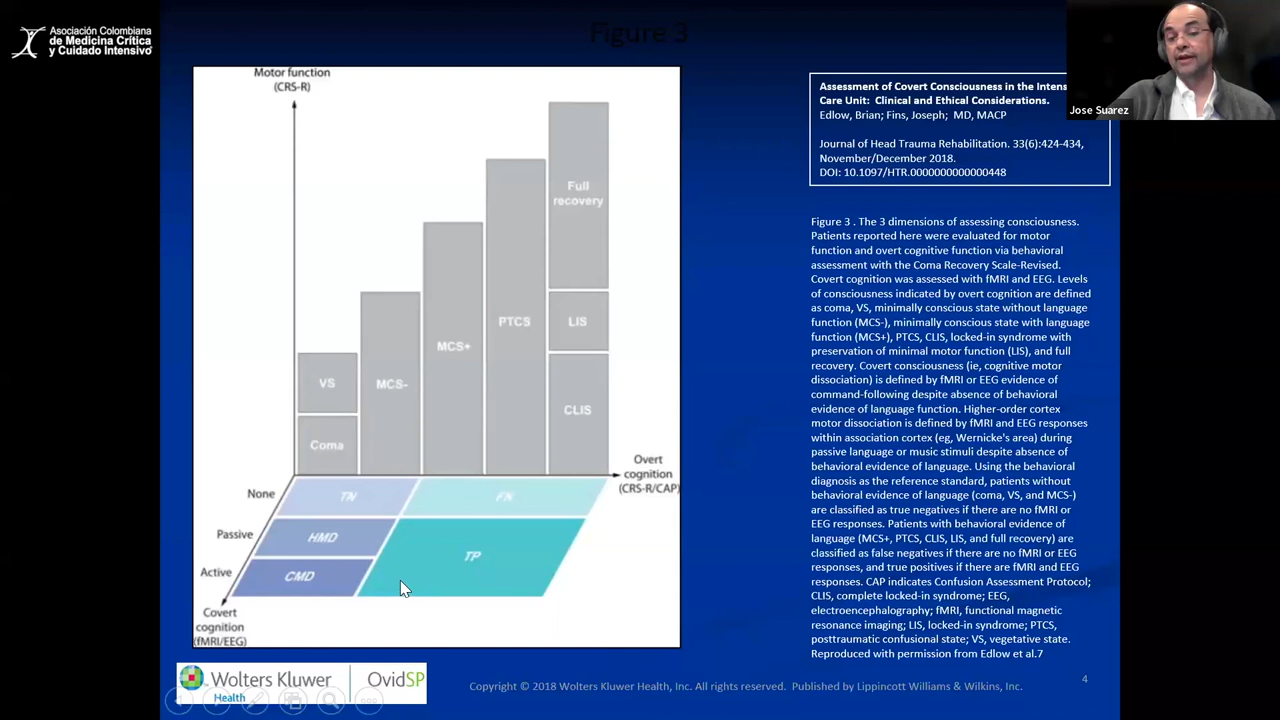 Asociación Colombiana
de Medicina Crítica
y Cuidado Intensivo
Figure 3
Jose Suarez
Assessment of Covert Consciousness in the Intens
Care Unit: Clinical and Ethical Considerations.
Edlow, Brian; Fins, Joseph; MD, MACP
Journal of Head Trauma Rehabilitation. 33(6):424-434,
November/December 2018.
DOI: 10.1097/HTR.0000000000000448
Motor function
(CRS-R)
Full
recovery
PTCS
LIS
MCS+
VS
MCS-
CLIS
Coma
Overt
cognition
(CRS-R/CAP)
None
TN
FN
Passive
HMD
TP
Active
CMD
Covert
cognition
(fMRI/EEG)
Figure 3 . The 3 dimensions of assessing consciousness.
Patients reported here were evaluated for motor
function and overt cognitive function via behavioral
assessment with the Coma Recovery Scale-Revised.
Covert cognition was assessed with fMRI and EEG. Levels
of consciousness indicated by overt cognition are defined
as coma, VS, minimally conscious state without language
function (MCS-), minimally conscious state with language
function (MCS+), PTCS, CLIS, locked-in syndrome with
preservation of minimal motor function (LIS), and full
recovery. Covert consciousness (ie, cognitive motor
dissociation) is defined by fMRI or EEG evidence of
command-following despite absence of behavioral
evidence of language function. Higher-order cortex
motor dissociation is defined by fMRI and EEG responses
within association cortex (eg, Wernicke's area) during
passive language or music stimuli despite absence of
behavioral evidence of language. Using the behavioral
diagnosis as the reference standard, patients without
behavioral evidence of language (coma, VS, and MCS-)
are classified as true negatives if there are no fMRI or
EEG responses. Patients with behavioral evidence of
language (MCS+, PTCS, CLIS, LIS, and full recovery) are
classified as false negatives if there are no fMRI or EEG
responses, and true positives if there are fMRI and EEG
responses. CAP indicates Confusion Assessment Protocol;
CLIS, complete locked-in syndrome; EEG,
electroencephalography; fMRI, functional magnetic
resonance imaging; LIS, locked-in syndrome; PTCS,
posttraumatic confusional state; VS, vegetative state.
Reproduced with permission from Edlow et al.7
Wolters Kluwer
Health
OvidSP
Copyright © 2018 Wolters Kluwer Health, Inc. All rights reserved. Published by Lippincott Williams & Wilkins, Inc.
4